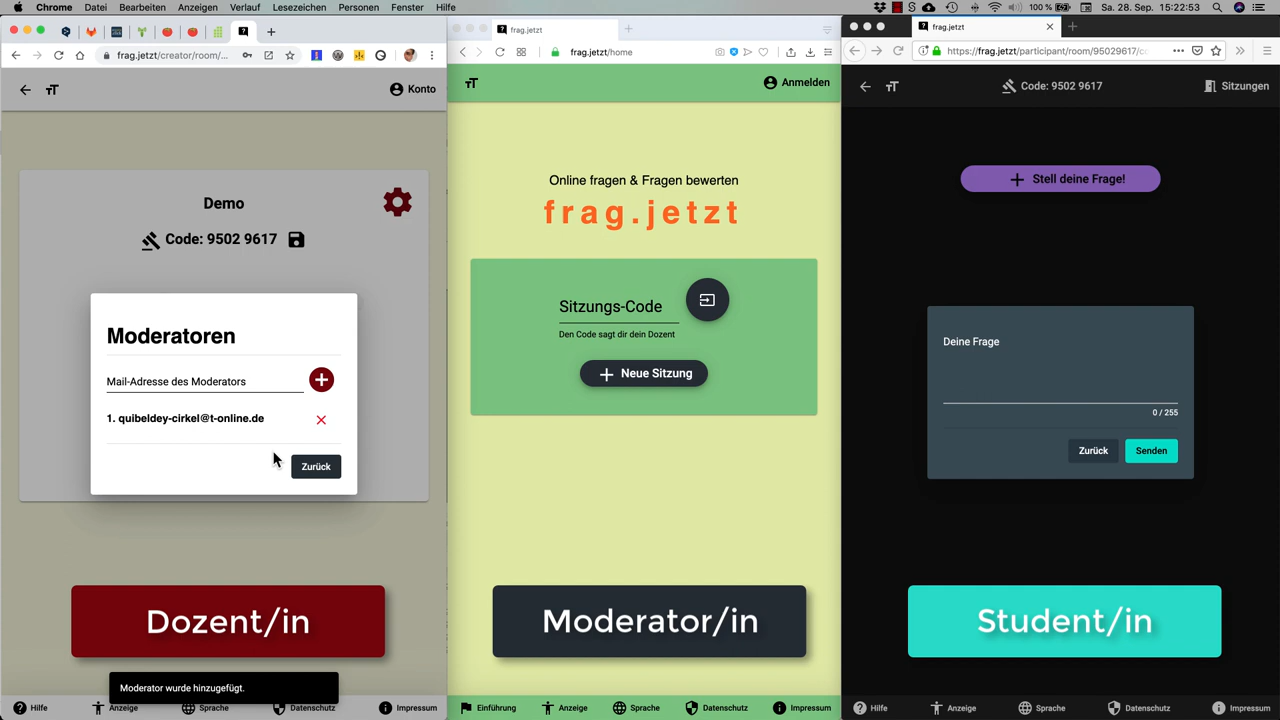 Chrome Datei Bearbeiten Ansicht Verlauf Lesezeichen Personen Fenster Hilfe
100 % Sa. 28. Sep. 15:22:53
frag.jetzt/creator/room/...
Konto
Demo
Code: 9502 9617
Moderatoren
Mail-Adresse des Moderators
1. quibeldey-cirkel@t-online.de
Zurück
Dozent/in
Moderator wurde hinzugefügt.
Hilfe Anzeige Sprache Datenschutz Impressum
frag.jetzt
frag.jetzt/home
Anmelden
Online fragen & Fragen bewerten
frag.jetzt
Sitzungs-Code
Den Code sagt dir dein Dozent
Neue Sitzung
Moderator/in
Einführung Anzeige Sprache Datenschutz Impressum
frag.jetzt
https://frag.jetzt/participant/room/95029617/co
Code: 9502 9617 Sitzungen
Stell deine Frage!
Deine Frage
0 / 255
Zurück Senden
Student/in
Hilfe Anzeige Sprache Datenschutz Impressum